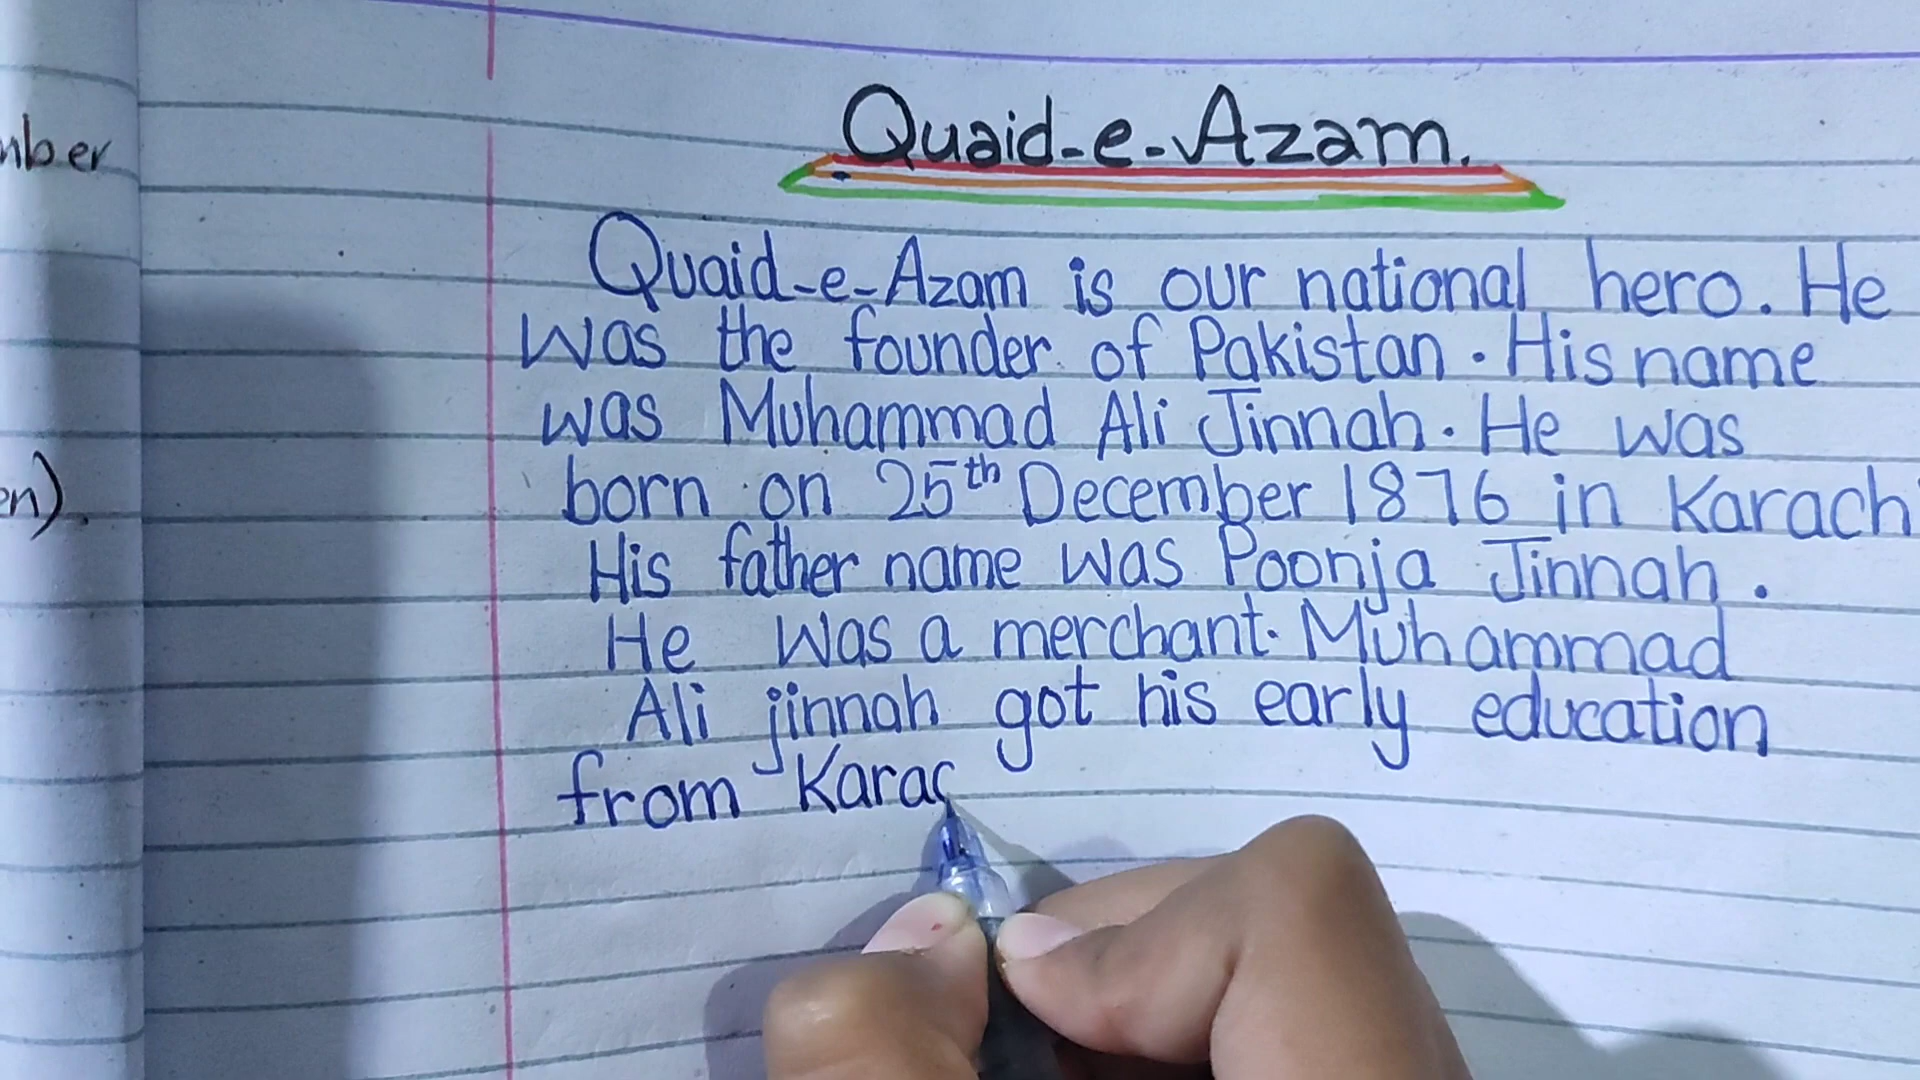 Quaid-e-Azam.
Quaid-e-Azam is our national hero. He
was the founder of Pakistan. His name
was Muhammad Ali Jinnah. He was
born on 25th December 1876 in Karachi
His father name was Poonja Jinnah.
He was a merchant. Muhammad
Ali jinnah got his early education
from Karac